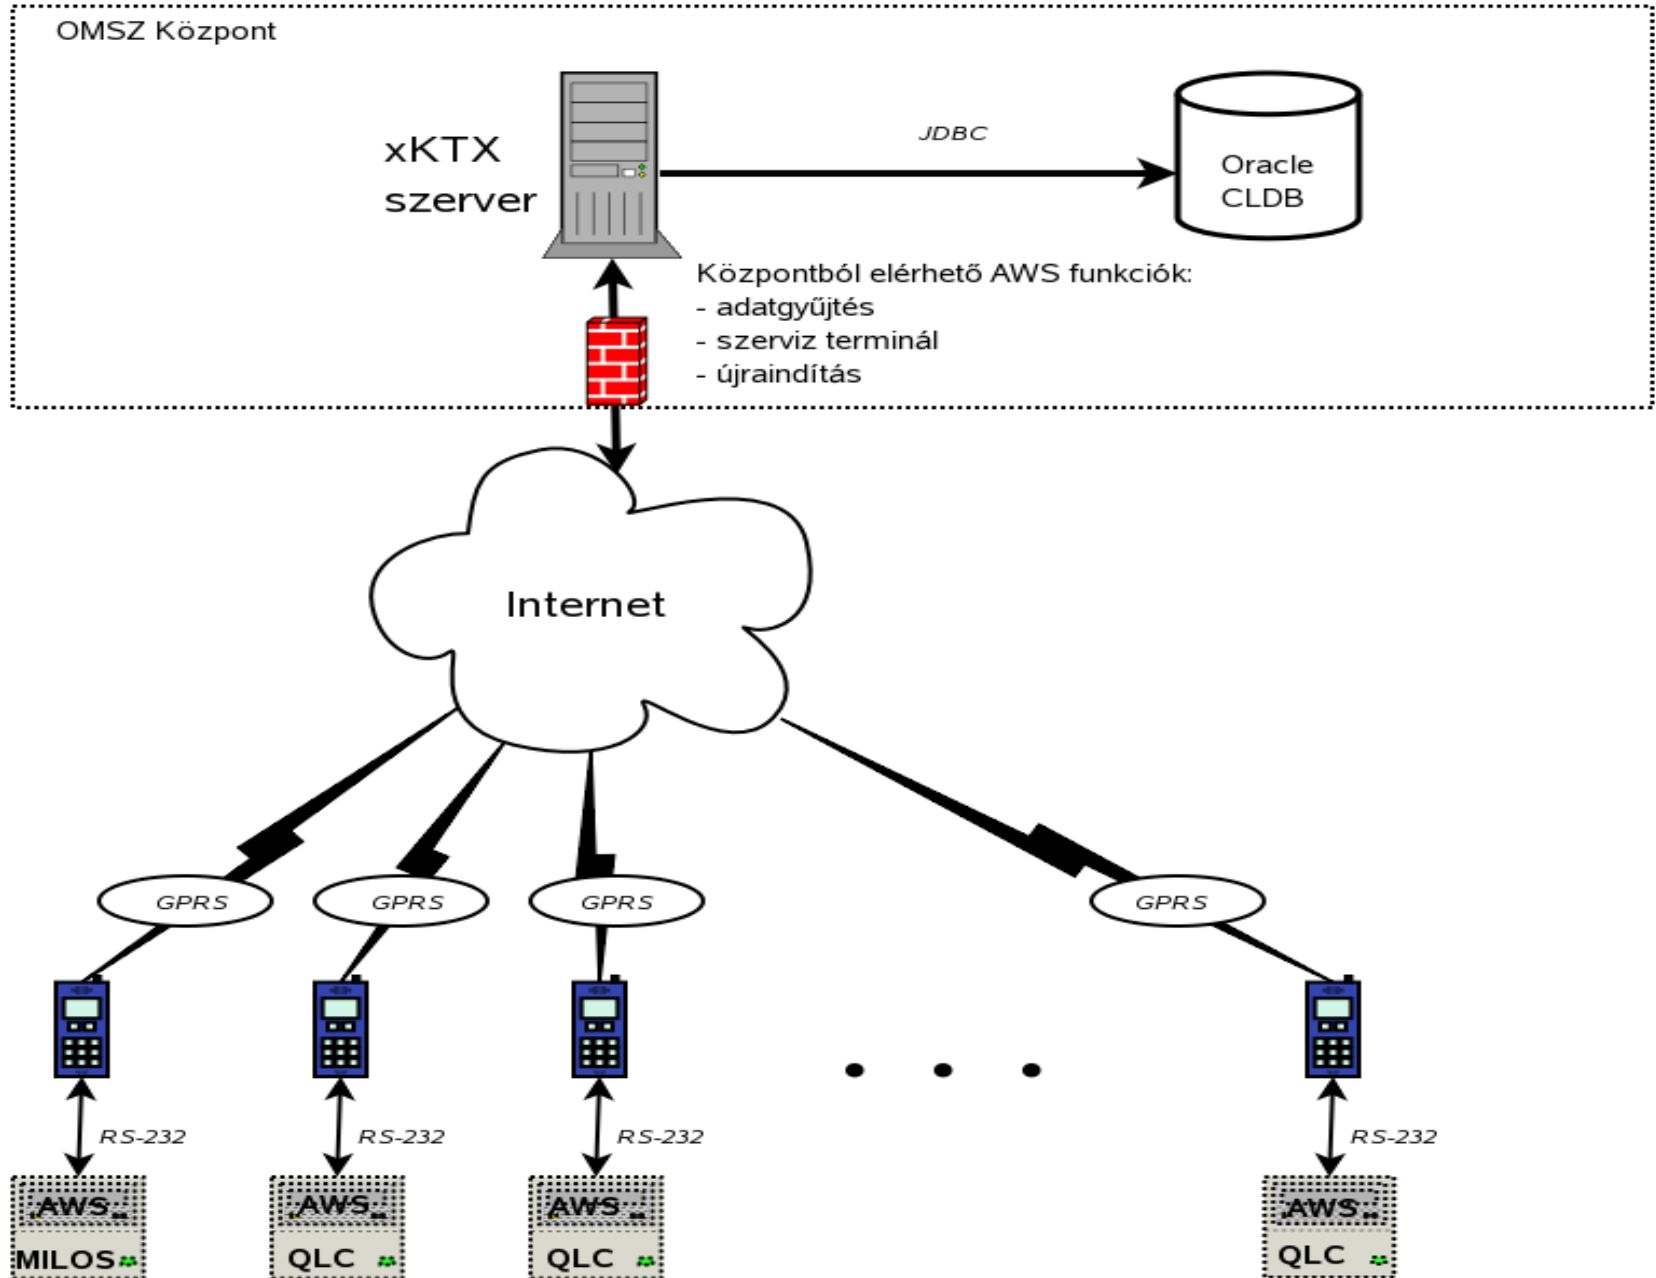 OMSZ Központ
xKTX
szerver
JDBC
Oracle
CLDB
Központból elérhető AWS funkciók:
- adatgyűjtés
- szerviz terminál
- újraindítás
Internet
GPRS
GPRS
GPRS
GPRS
RS-232
RS-232
RS-232
RS-232
AWS
AWS
AWS
AWS
MILOS
QLC
QLC
QLC